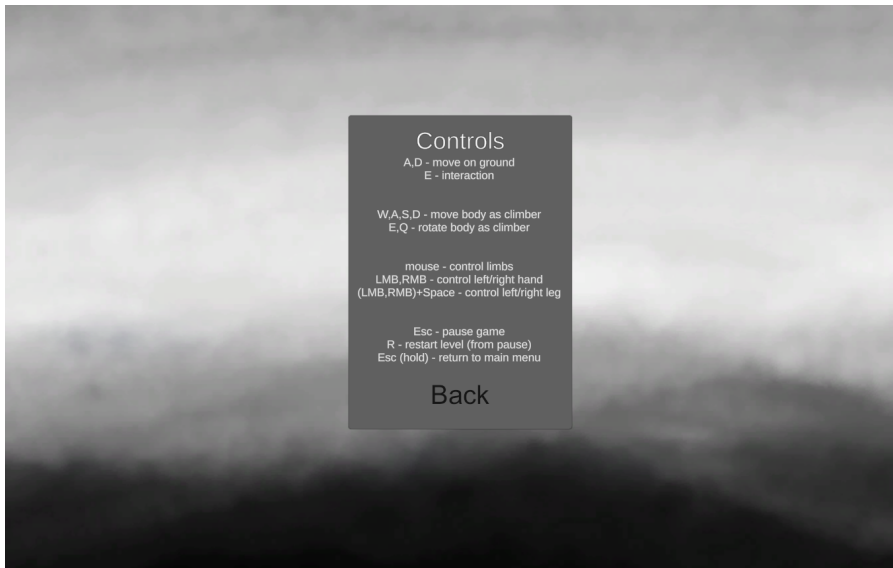 Controls
A,D - move on ground
E - interaction
W,A,S,D - move body as climber
E,Q - rotate body as climber
mouse - control limbs
LMB,RMB - control left/right hand
(LMB,RMB)+Space - control left/right leg
Esc - pause game
R - restart level (from pause)
Esc (hold) - return to main menu
Back